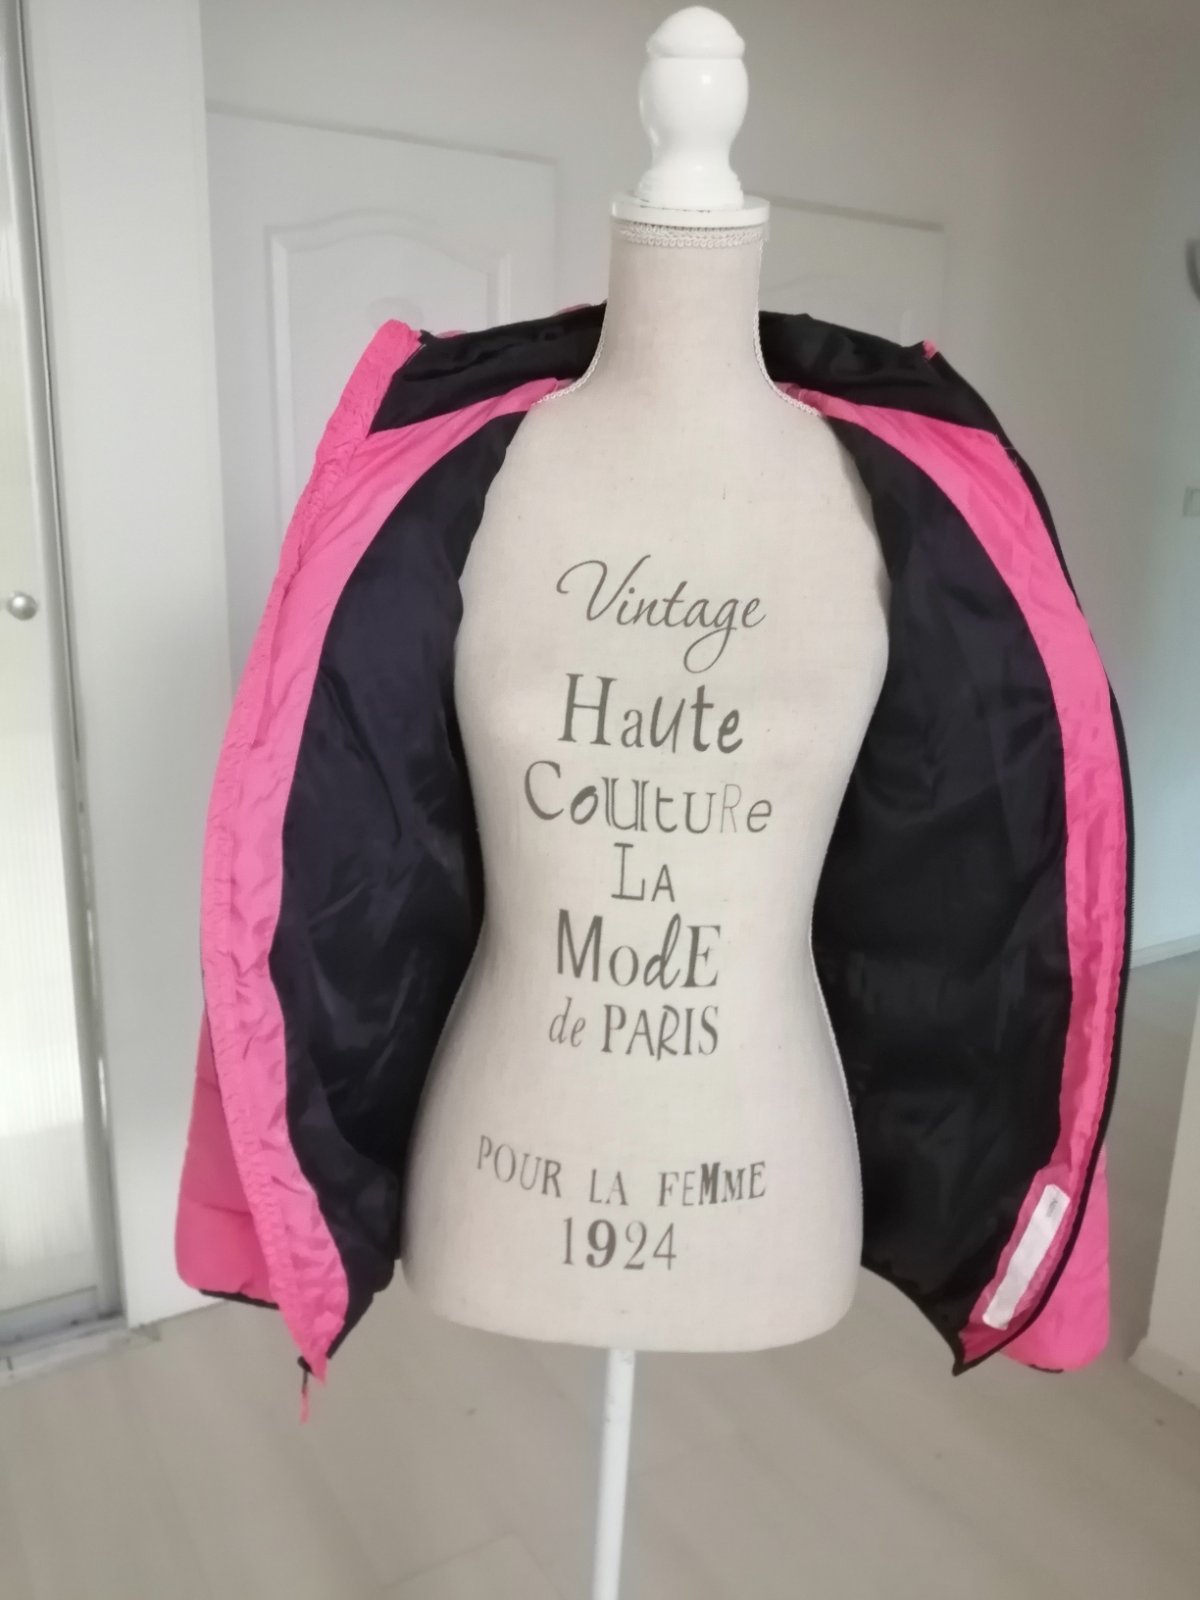 Vintage
Haute
Couture
La
Mode
de PARIS
POUR LA FEMME
1924